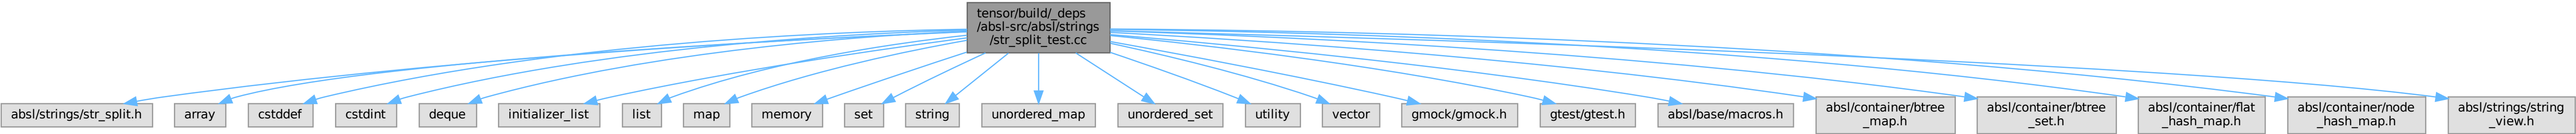 tensor/build/_deps
/absl-src/absl/strings
/str_split_test.cc
absl/strings/str_split.h
array
cstddef
cstdint
deque
initializer_list
list
map
memory
set
string
unordered_map
unordered_set
utility
vector
gmock/gmock.h
gtest/gtest.h
absl/base/macros.h
absl/container/btree
_map.h
absl/container/btree
_set.h
absl/container/flat
_hash_map.h
absl/container/node
_hash_map.h
absl/strings/string
_view.h